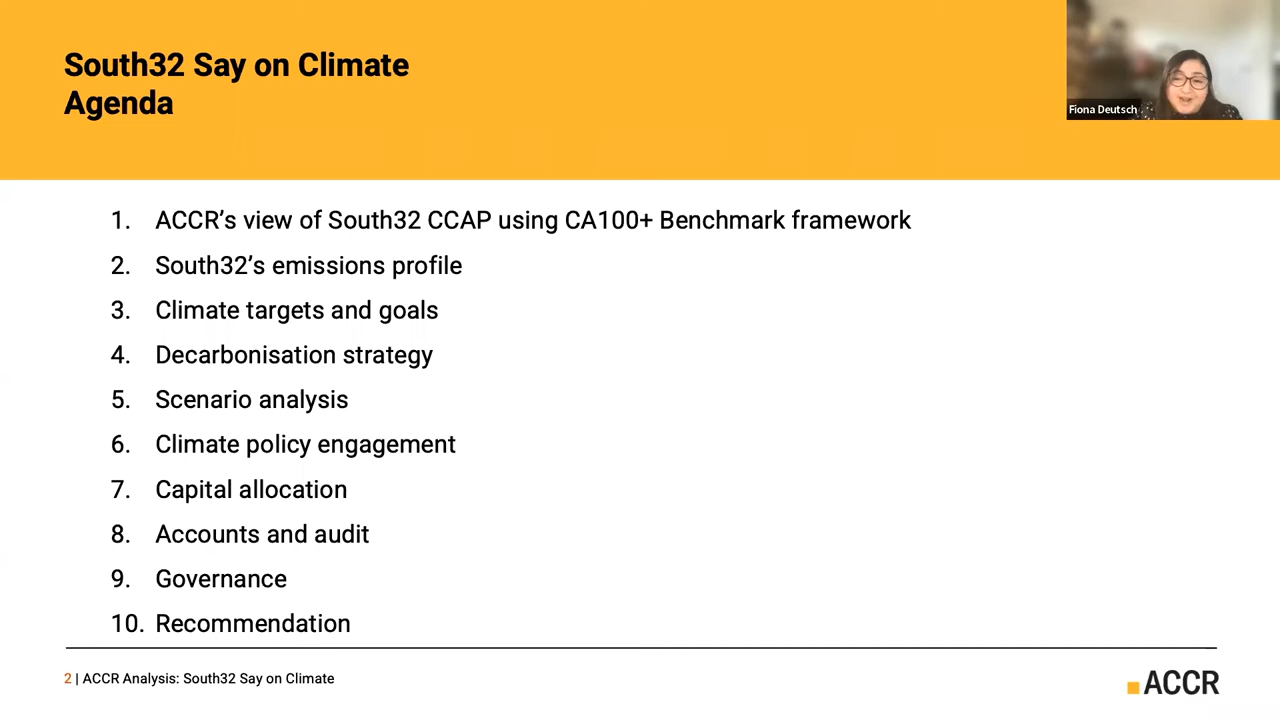 South32 Say on Climate
Agenda
Fiona Deutsch
1. ACCR’s view of South32 CCAP using CA100+ Benchmark framework
2. South32’s emissions profile
3. Climate targets and goals
4. Decarbonisation strategy
5. Scenario analysis
6. Climate policy engagement
7. Capital allocation
8. Accounts and audit
9. Governance
10. Recommendation
2 | ACCR Analysis: South32 Say on Climate
ACCR